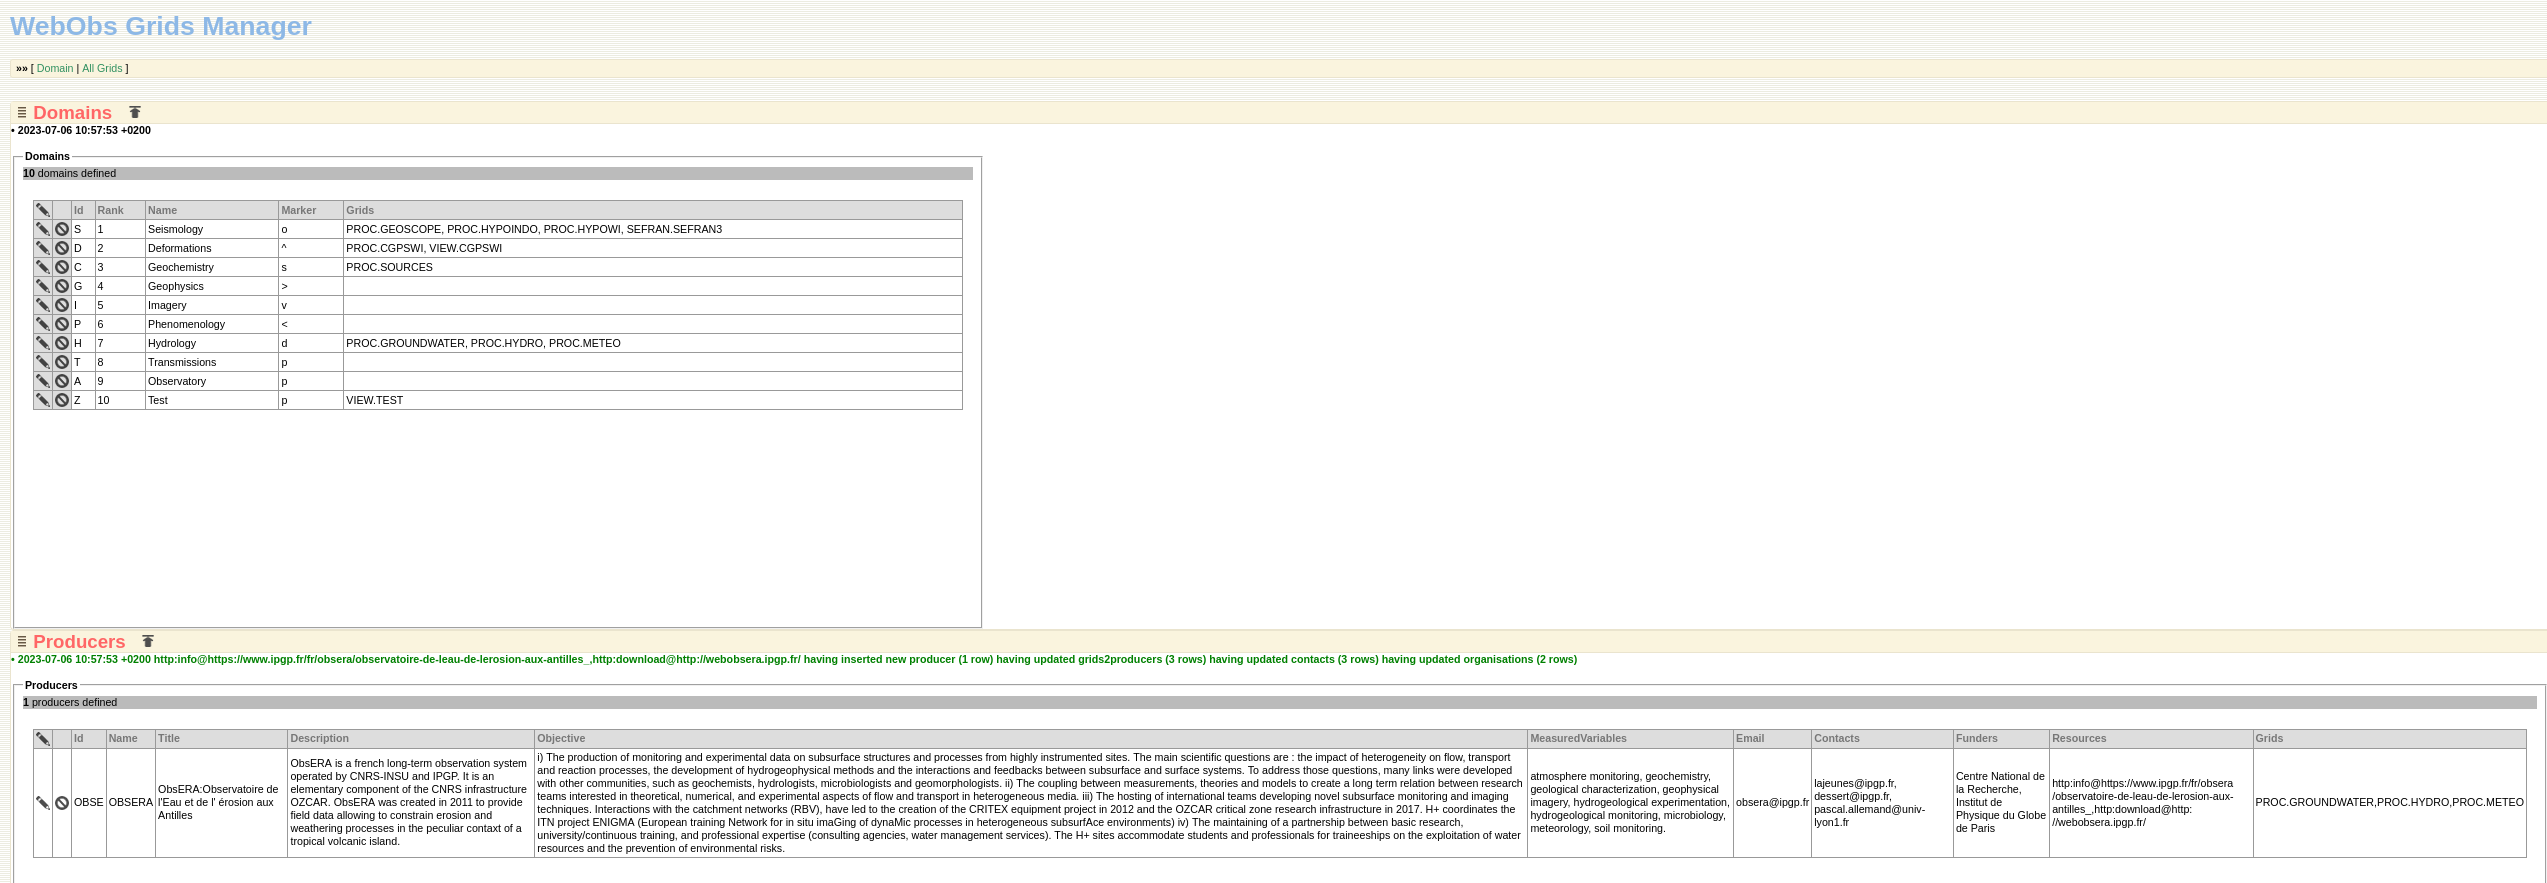 WebObs Grids Manager
»» [ Domain | All Grids ]
Domains
• 2023-07-06 10:57:53 +0200
Domains
10 domains defined
Id Rank Name Marker Grids
S 1 Seismology o PROC.GEOSCOPE, PROC.HYPOINDO, PROC.HYPOWI, SEFRAN.SEFRAN3
D 2 Deformations ^ PROC.CGPSWI, VIEW.CGPSWI
C 3 Geochemistry s PROC.SOURCES
G 4 Geophysics >
I 5 Imagery v
P 6 Phenomenology <
H 7 Hydrology d PROC.GROUNDWATER, PROC.HYDRO, PROC.METEO
T 8 Transmissions p
A 9 Observatory p
Z 10 Test p VIEW.TEST
Producers
• 2023-07-06 10:57:53 +0200 http:info@https://www.ipgp.fr/fr/obsera/observatoire-de-leau-de-lerosion-aux-antilles_,http:download@http://webobsera.ipgp.fr/ having inserted new producer (1 row) having updated grids2producers (3 rows) having updated contacts (3 rows) having updated organisations (2 rows)
Producers
1 producers defined
Id Name Title Description Objective MeasuredVariables Email Contacts Funders Resources Grids
OBSE
OBSERA
ObsERA:Observatoire de
l'Eau et de l' érosion aux
Antilles
ObsERA is a french long-term observation system
operated by CNRS-INSU and IPGP. It is an
elementary component of the CNRS infrastructure
OZCAR. ObsERA was created in 2011 to provide
field data allowing to constrain erosion and
weathering processes in the peculiar contaxt of a
tropical volcanic island.
i) The production of monitoring and experimental data on subsurface structures and processes from highly instrumented sites. The main scientific questions are : the impact of heterogeneity on flow, transport
and reaction processes, the development of hydrogeophysical methods and the interactions and feedbacks between subsurface and surface systems. To address those questions, many links were developed
with other communities, such as geochemists, hydrologists, microbiologists and geomorphologists. ii) The coupling between measurements, theories and models to create a long term relation between research
teams interested in theoretical, numerical, and experimental aspects of flow and transport in heterogeneous media. iii) The hosting of international teams developing novel subsurface monitoring and imaging
techniques. Interactions with the catchment networks (RBV), have led to the creation of the CRITEX equipment project in 2012 and the OZCAR critical zone research infrastructure in 2017. H+ coordinates the
ITN project ENIGMA (European training Network for in situ imaGing of dynaMic processes in heterogeneous subsurfAce environments) iv) The maintaining of a partnership between basic research,
university/continuous training, and professional expertise (consulting agencies, water management services). The H+ sites accommodate students and professionals for traineeships on the exploitation of water
resources and the prevention of environmental risks.
atmosphere monitoring, geochemistry,
geological characterization, geophysical
imagery, hydrogeological experimentation,
hydrogeological monitoring, microbiology,
meteorology, soil monitoring.
obsera@ipgp.fr
lajeunes@ipgp.fr,
dessert@ipgp.fr,
pascal.allemand@univ-
lyon1.fr
Centre National de
la Recherche,
Institut de
Physique du Globe
de Paris
http:info@https://www.ipgp.fr/fr/obsera
/observatoire-de-leau-de-lerosion-aux-
antilles_,http:download@http:
//webobsera.ipgp.fr/
PROC.GROUNDWATER,PROC.HYDRO,PROC.METEO